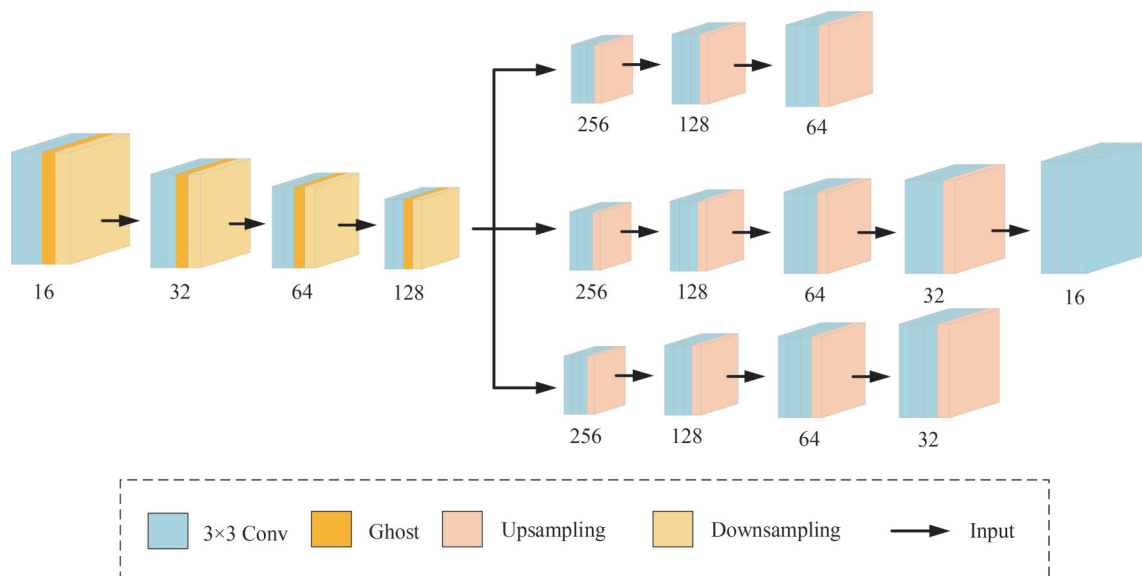 256 128 64
16 32 64 128
256 128 64 32 16
256 128 64 32
3×3 Conv Ghost Upsampling Downsampling Input